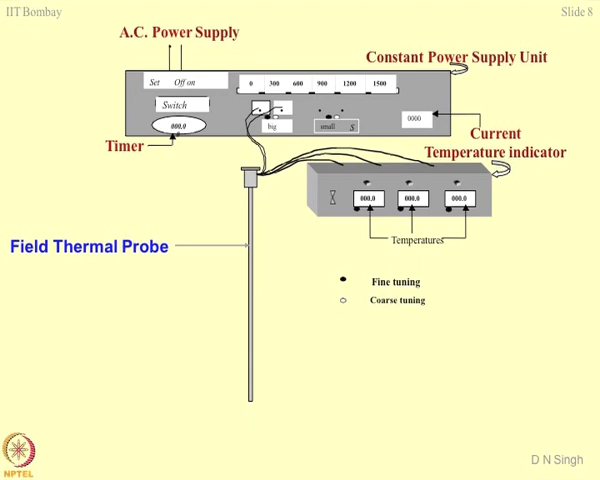 IIT Bombay
Slide 8
A.C. Power Supply
Constant Power Supply Unit
Set Off on
0 300 600 900 1200 1500
Switch
000.0
big
small S
0000
Timer
Current
Temperature indicator
000.0 000.0 000.0
Temperatures
Field Thermal Probe
Fine tuning
Coarse tuning
NPTEL
D N Singh